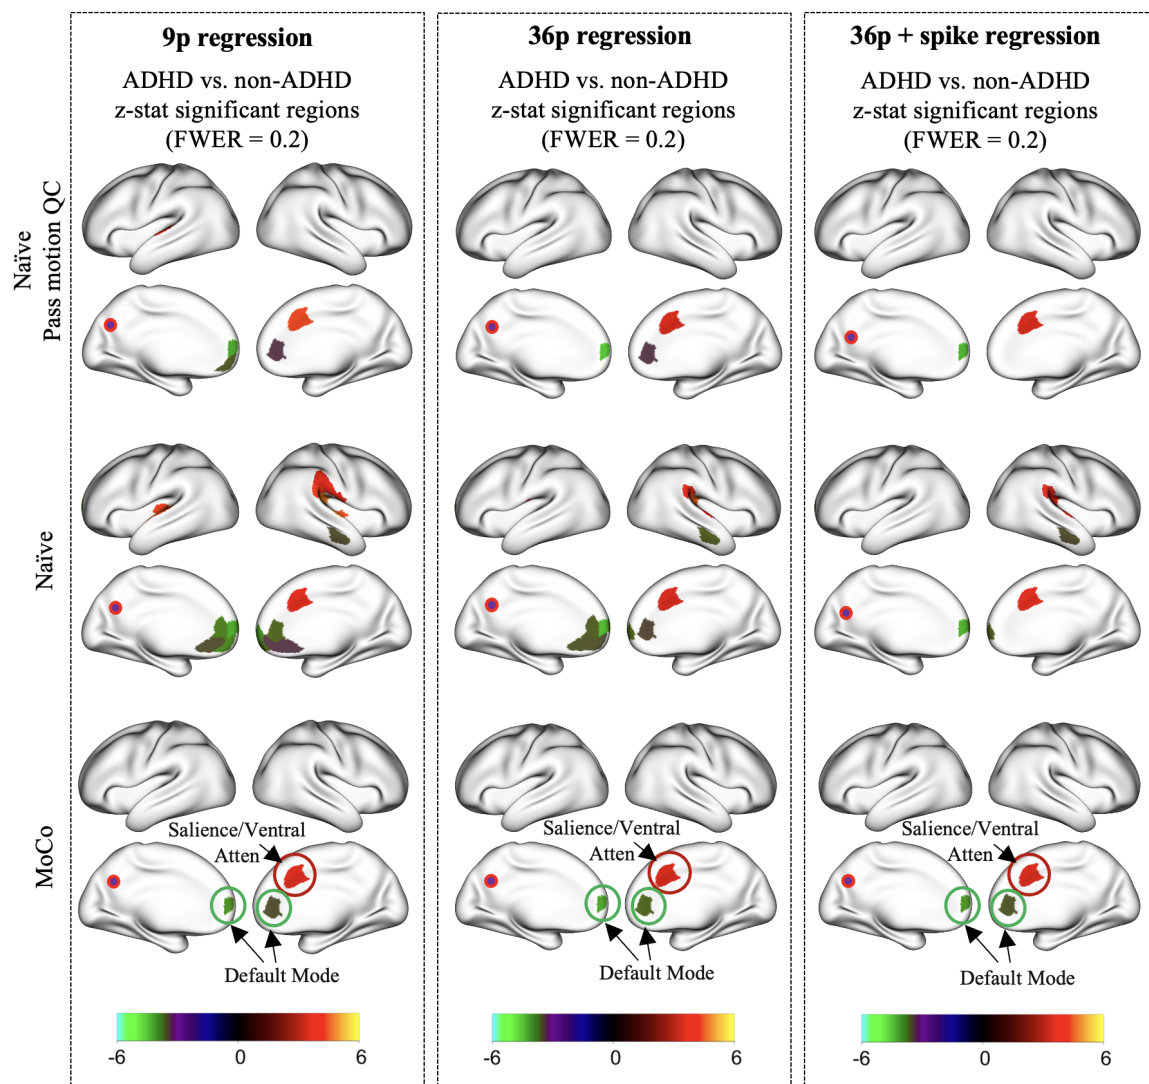 9p regression
ADHD vs. non-ADHD
z-stat significant regions
(FWER = 0.2)
36p regression
ADHD vs. non-ADHD
z-stat significant regions
(FWER = 0.2)
36p + spike regression
ADHD vs. non-ADHD
z-stat significant regions
(FWER = 0.2)
Naïve
Pass motion QC
Naïve
MoCo
Salience/Ventral
Atten
Default Mode
Salience/Ventral
Atten
Default Mode
Salience/Ventral
Atten
Default Mode
-6 0 6
-6 0 6
-6 0 6